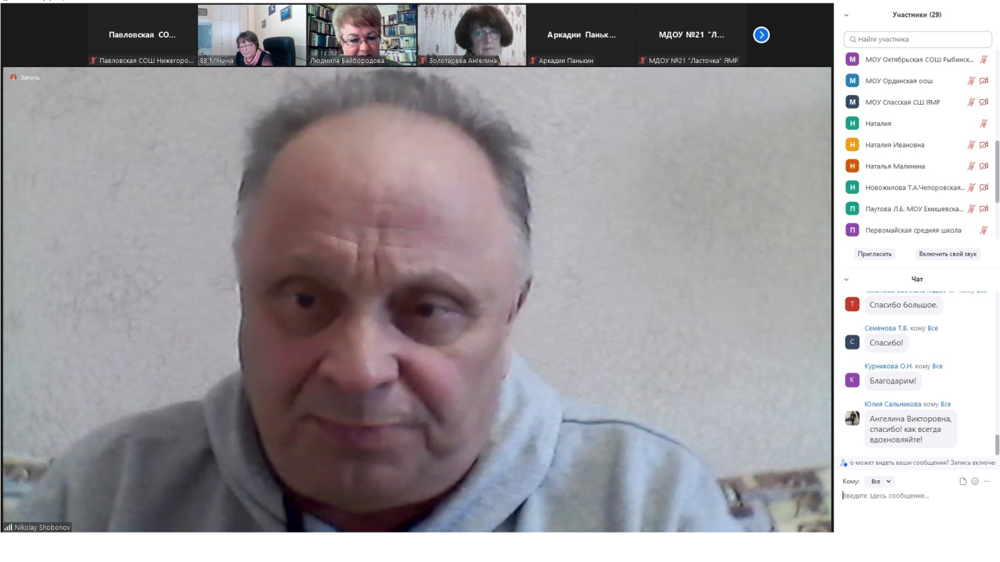 Павловская СО...
Аркадии Паньк...
МДОУ №21 "Л...
Павловская СОШ Нижегоро...
ВВ Мякина
Людмила Байбородова
Золотарева Ангелина
Аркадии Панькин
МДОУ №21 "Ласточка" ЯМР
Запись
Nikolay Shobonov
Участники (29)
Найти участника
М МОУ Октябрьская СОШ Рыбинск...
М МОУ Ординская оош
М МОУ Спасская СШ ЯМР
Н Наталия
Н Наталия Ивановна
Н Наталья Малинина
Н Новожилова Т.А.Чепоровская...
П Паутова Л.Б. МОУ Емишевска...
П Первомайская средняя школа
Пригласить Включить свой звук
Чат
Т Спасибо большое.
Семенова Т.В. кому Все
С Спасибо!
Курникова О.Н. кому Все
К Благодарим!
Юлия Сальникова кому Все
Ангелина Викторовна,
спасибо! как всегда
вдохновляйте!
о может видеть ваши сообщения? Запись включе
Кому: Все
Введите здесь сообщение...